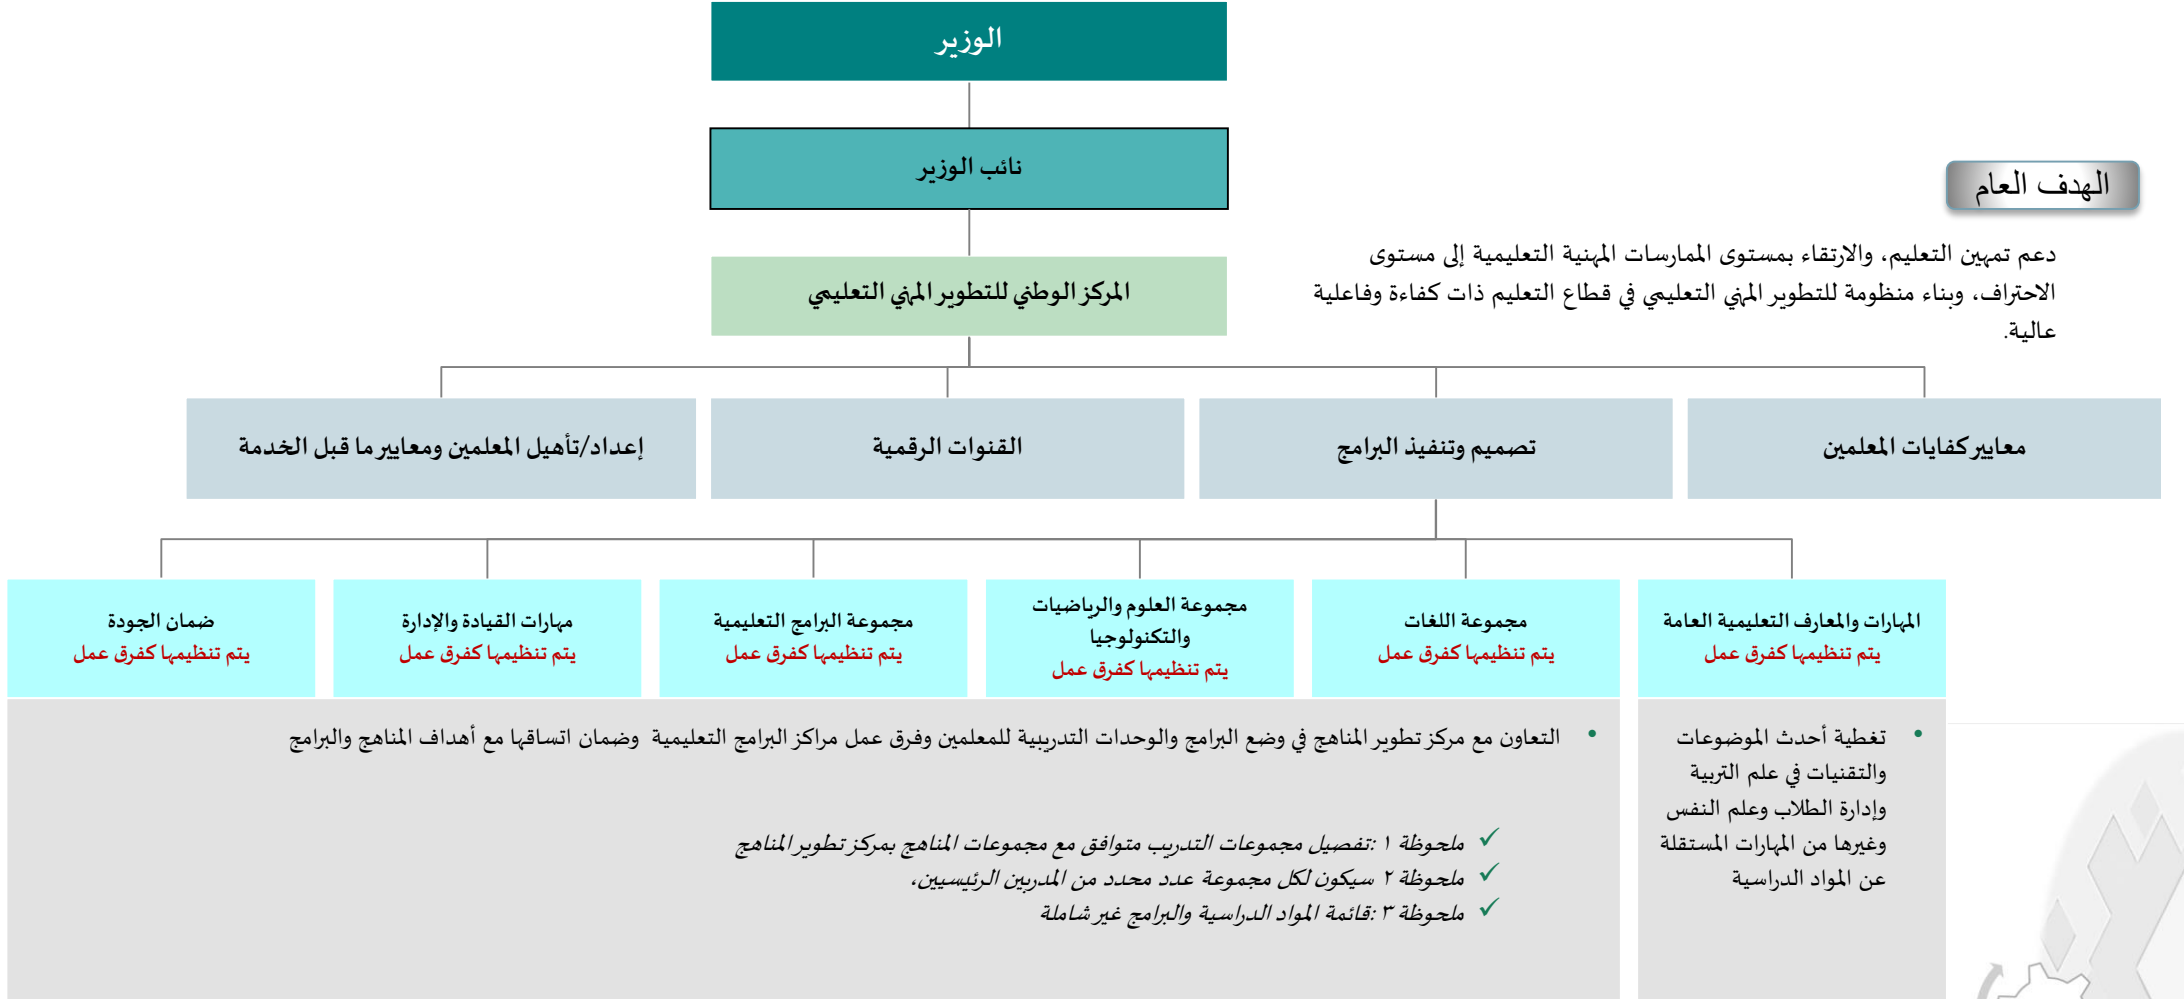 الوزير
نائب الوزير
الهدف العام
دعم تمهين التعليم، والارتقاء بمستوى الممارسات المهنية التعليمية إلى مستوى
الاحتراف، وبناء منظومة للتطوير المهني التعليمي في قطاع التعليم ذات كفاءة وفاعلية
عالية.
المركز الوطني للتطوير المهني التعليمي
معايير كفايات المعلمين
تصميم وتنفيذ البرامج
القنوات الرقمية
إعداد/تأهيل المعلمين ومعايير ما قبل الخدمة
المهارات والمعارف التعليمية العامة
يتم تنظيمها كفرق عمل
مجموعة اللغات
يتم تنظيمها كفرق عمل
مجموعة العلوم والرياضيات
والتكنولوجيا
يتم تنظيمها كفرق عمل
مجموعة البرامج التعليمية
يتم تنظيمها كفرق عمل
مهارات القيادة والإدارة
يتم تنظيمها كفرق عمل
ضمان الجودة
يتم تنظيمها كفرق عمل
• تغطية أحدث الموضوعات
والتقنيات في علم التربية
وإدارة الطلاب وعلم النفس
وغيرها من المهارات المستقلة
عن المواد الدراسية
• التعاون مع مركز تطوير المناهج في وضع البرامج والوحدات التدريبية للمعلمين وفرق عمل مراكز البرامج التعليمية وضمان اتساقها مع أهداف المناهج والبرامج
✓ ملحوظة ١ :تفصيل مجموعات التدريب متوافق مع مجموعات المناهج بمركز تطوير المناهج
✓ ملحوظة ٢ سيكون لكل مجموعة عدد محدد من المدربين الرئيسيين،
✓ ملحوظة ٣ :قائمة المواد الدراسية والبرامج غير شاملة